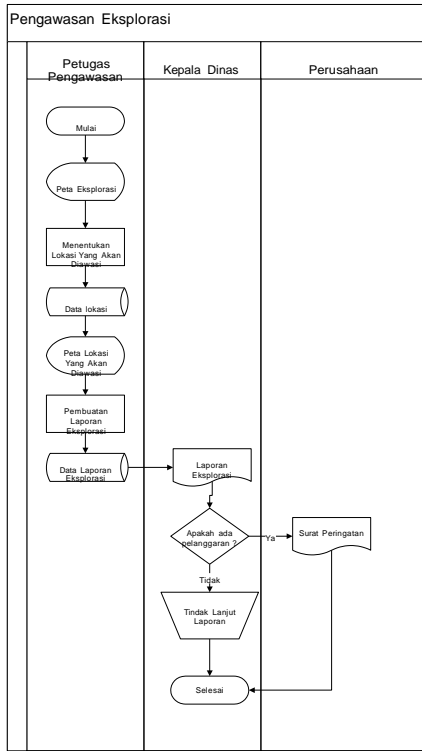 Pengawasan Eksplorasi
Petugas
Pengawasan
Kepala Dinas
Perusahaan
Mulai
Peta Eksplorasi
Menentukan
Lokasi Yang Akan
Diawasi
Data lokasi
Peta Lokasi
Yang Akan
Diawasi
Pembuatan
Laporan
Eksplorasi
Data Laporan
Eksplorasi
Laporan
Eksplorasi
Apakah ada
pelanggaran ?
Ya
Surat Peringatan
Tidak
Tindak Lanjut
Laporan
Selesai